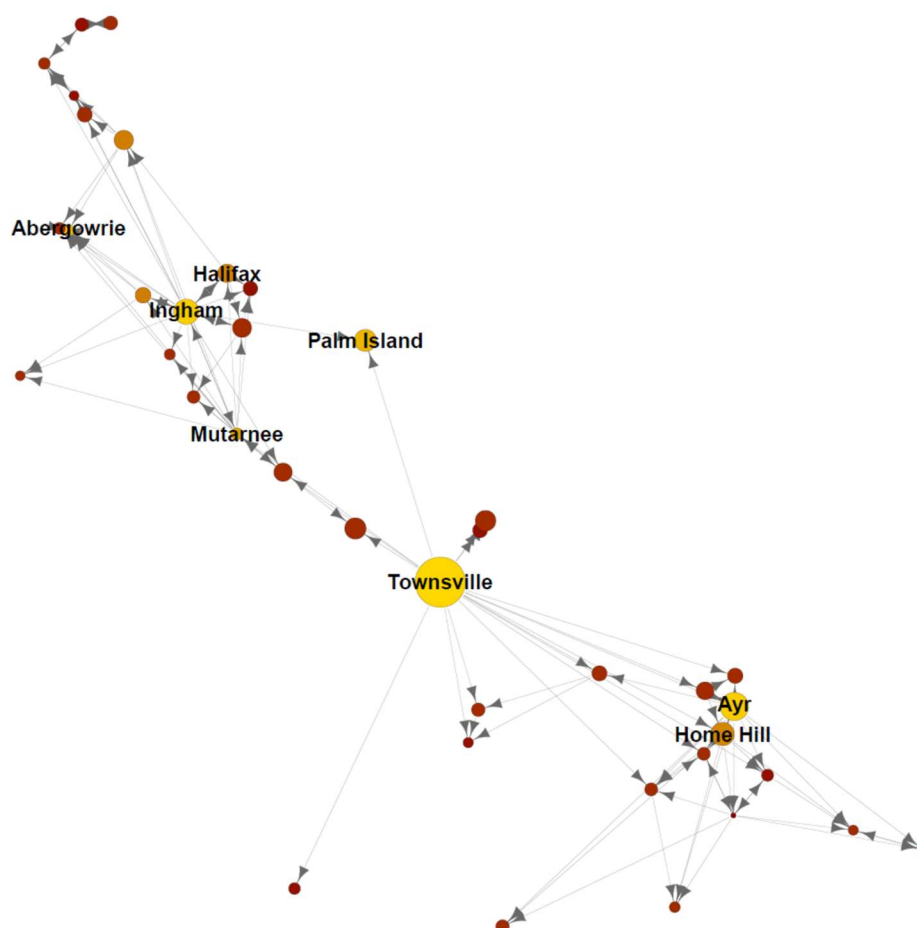 Abergowrie
Halifax
Ingham
Palm Island
Mutarnee
Townsville
Ayr
Home Hill